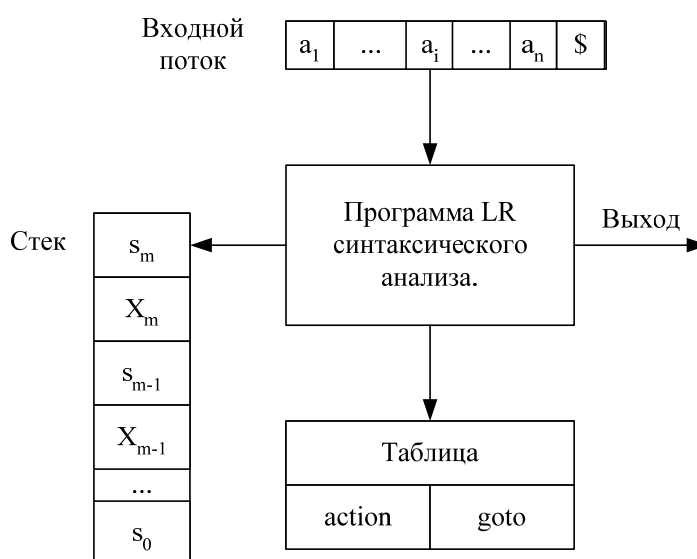 Входной
поток
a1 ... ai ... an $
Программа LR
синтаксического
анализа.
Выход
Стек
sm
Xm
sm-1
Xm-1
...
s0
Таблица
action goto